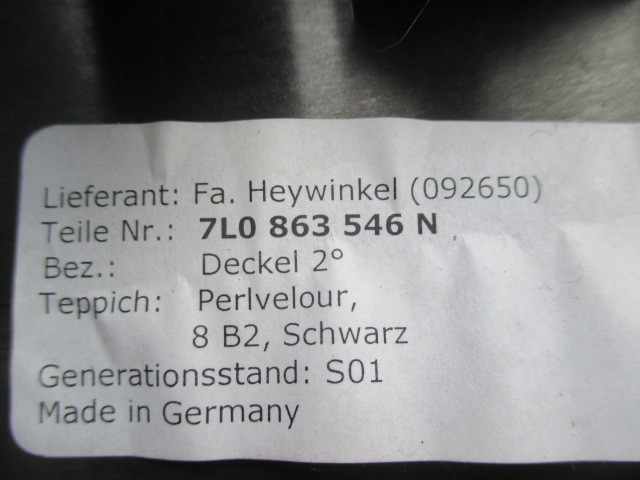 Lieferant: Fa. Heywinkel (092650)
Teile Nr.: 7L0 863 546 N
Bez.: Deckel 2°
Teppich: Perlvelour,
8 B2, Schwarz
Generationsstand: S01
Made in Germany